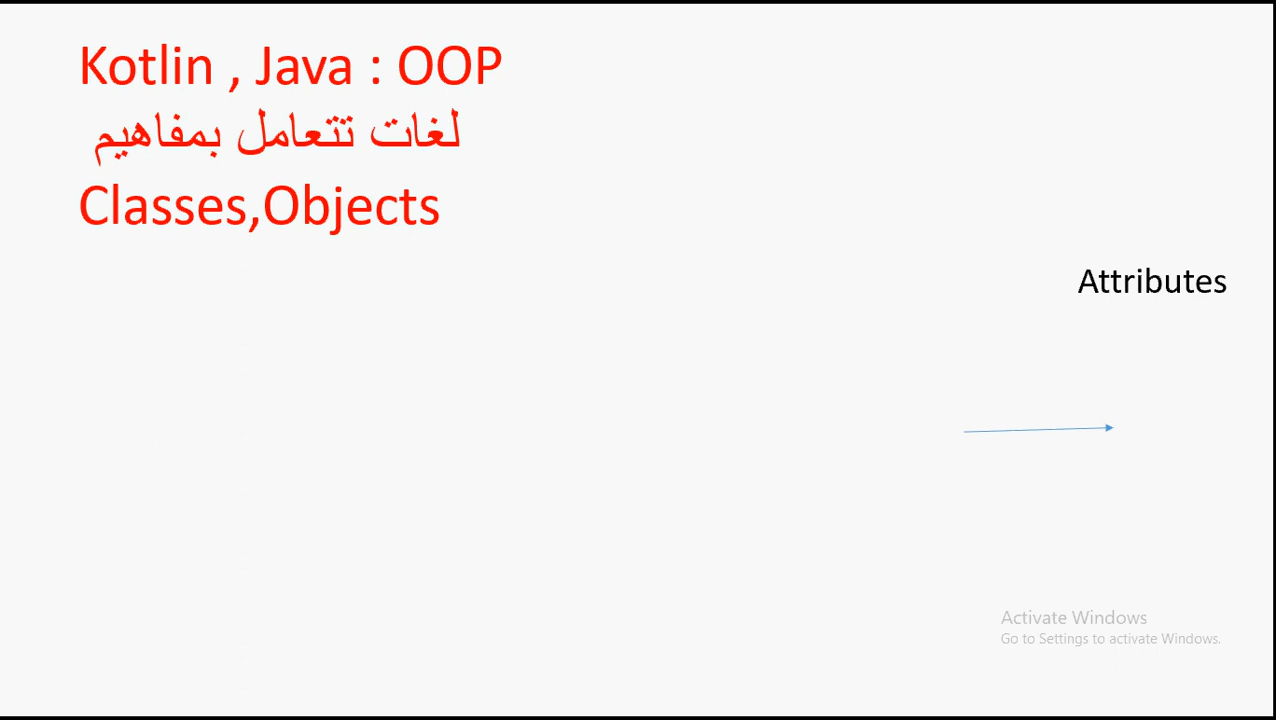 Kotlin , Java : OOP
لغات تتعامل بمفاهيم
Classes,Objects
Attributes
Activate Windows
Go to Settings to activate Windows.